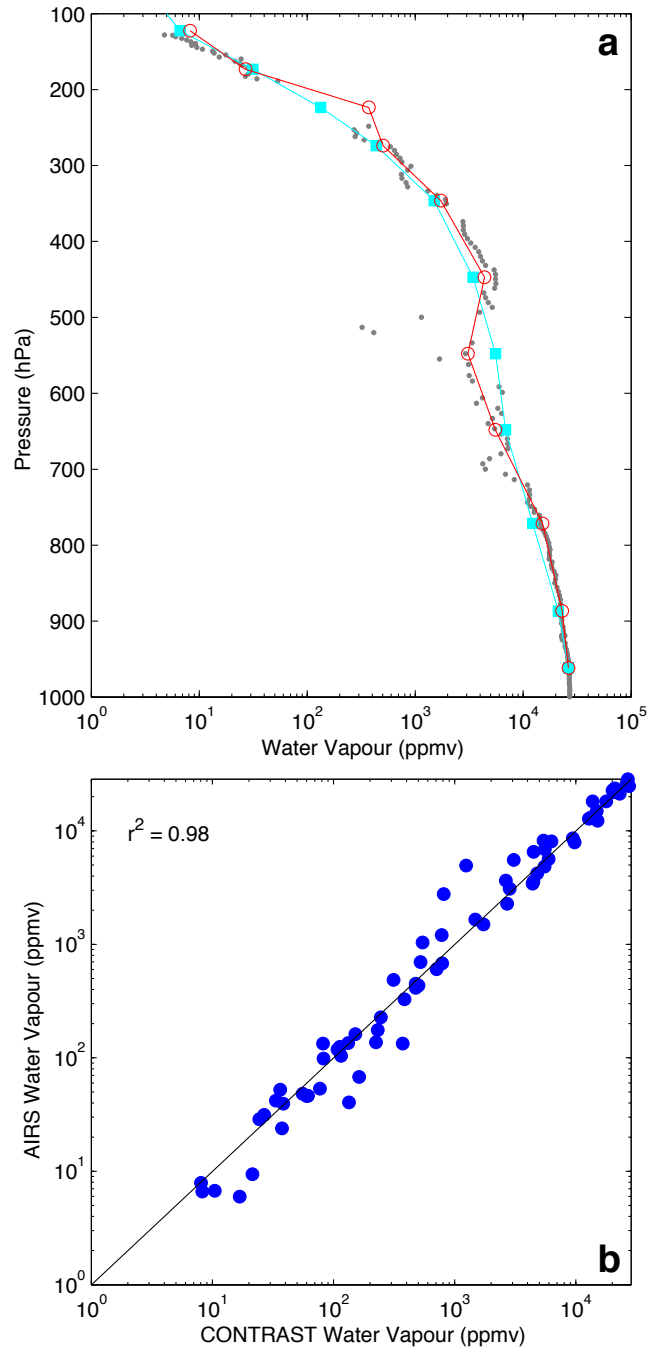 a
100
200
300
400
500
600
700
800
900
1000
Pressure (hPa)
10^0 10^1 10^2 10^3 10^4 10^5
Water Vapour (ppmv)
r^2 = 0.98
10^4
10^3
10^2
10^1
10^0
AIRS Water Vapour (ppmv)
b
10^0 10^1 10^2 10^3 10^4
CONTRAST Water Vapour (ppmv)